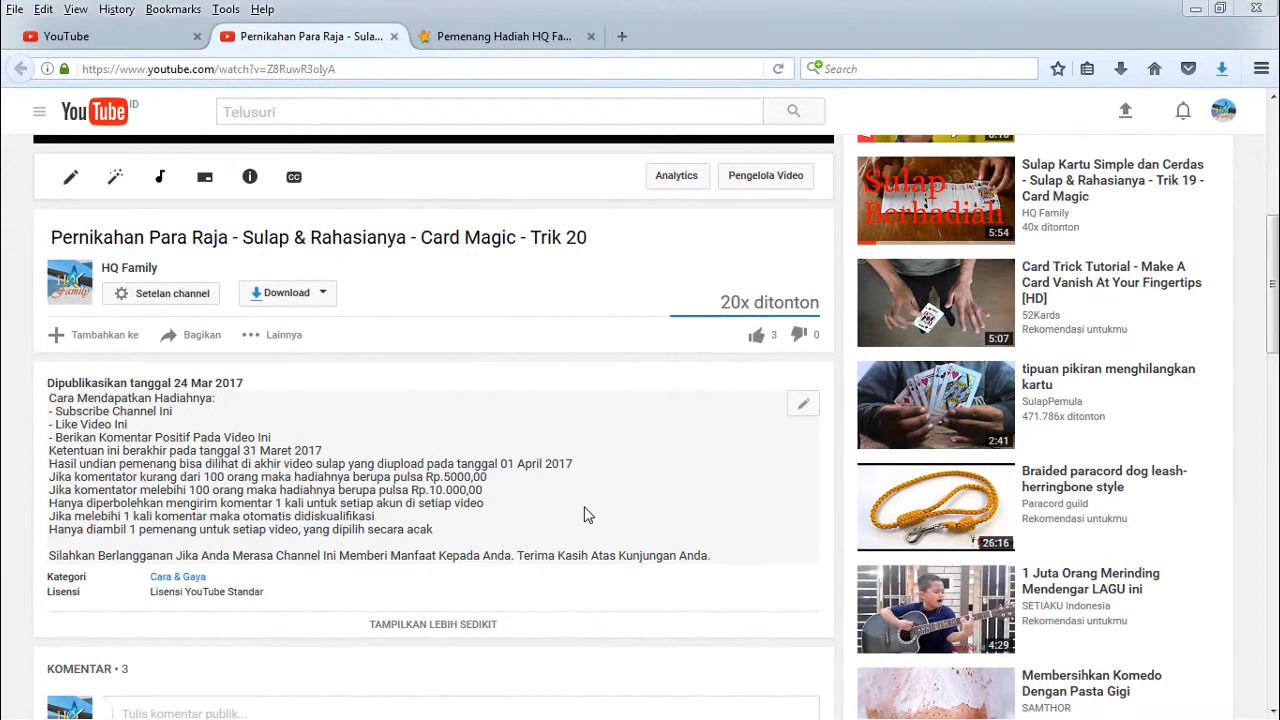 File Edit View History Bookmarks Tools Help
YouTube
Pernikahan Para Raja - Sula...
Pemenang Hadiah HQ Fa...
https://www.youtube.com/watch?v=Z8RuwR3oIyA
Search
YouTube ID
Telusuri
Analytics
Pengelola Video
Pernikahan Para Raja - Sulap & Rahasianya - Card Magic - Trik 20
HQ Family
HQ Family
Setelan channel
Download
20x ditonton
Tambahkan ke
Bagikan
Lainnya
3
0
Dipublikasikan tanggal 24 Mar 2017
Cara Mendapatkan Hadiahnya:
- Subscribe Channel Ini
- Like Video Ini
- Berikan Komentar Positif Pada Video Ini
Ketentuan ini berakhir pada tanggal 31 Maret 2017
Hasil undian pemenang bisa dilihat di akhir video sulap yang diupload pada tanggal 01 April 2017
Jika komentator kurang dari 100 orang maka hadiahnya berupa pulsa Rp.5000,00
Jika komentator melebihi 100 orang maka hadiahnya berupa pulsa Rp.10.000,00
Hanya diperbolehkan mengirim komentar 1 kali untuk setiap akun di setiap video
Jika melebihi 1 kali komentar maka otomatis didiskualifikasi
Hanya diambil 1 pemenang untuk setiap video, yang dipilih secara acak
Silahkan Berlangganan Jika Anda Merasa Channel Ini Memberi Manfaat Kepada Anda. Terima Kasih Atas Kunjungan Anda.
Kategori
Cara & Gaya
Lisensi
Lisensi YouTube Standar
TAMPILKAN LEBIH SEDIKIT
KOMENTAR • 3
Tulis komentar publik...
Sulap
Berhadiah
5:54
Sulap Kartu Simple dan Cerdas
- Sulap & Rahasianya - Trik 19 -
Card Magic
HQ Family
40x ditonton
5:07
Card Trick Tutorial - Make A
Card Vanish At Your Fingertips
[HD]
52Kards
Rekomendasi untukmu
2:41
tipuan pikiran menghilangkan
kartu
SulapPemula
471.786x ditonton
26:16
Braided paracord dog leash-
herringbone style
Paracord guild
Rekomendasi untukmu
4:29
1 Juta Orang Merinding
Mendengar LAGU ini
SETIAKU Indonesia
Rekomendasi untukmu
Membersihkan Komedo
Dengan Pasta Gigi
SAMTHOR